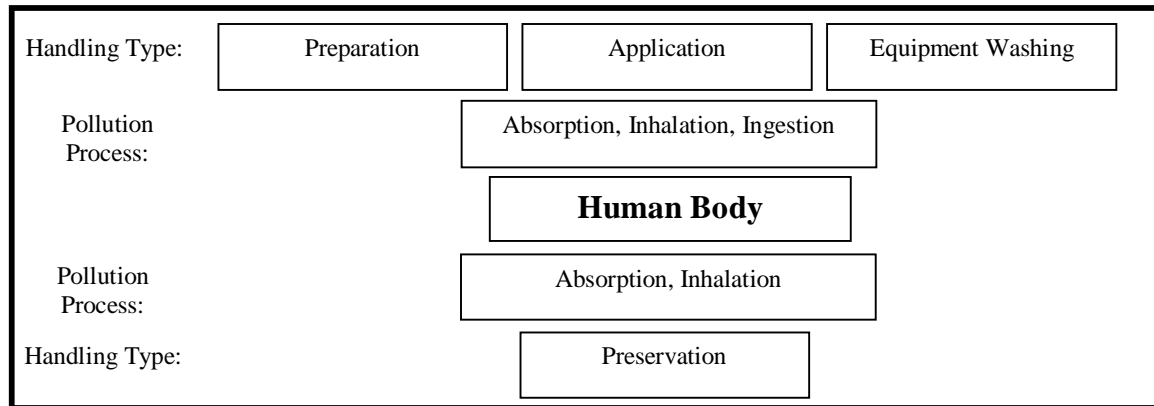 Handling Type: Preparation Application Equipment Washing
Pollution Process: Absorption, Inhalation, Ingestion
Human Body
Pollution Process: Absorption, Inhalation
Handling Type: Preservation